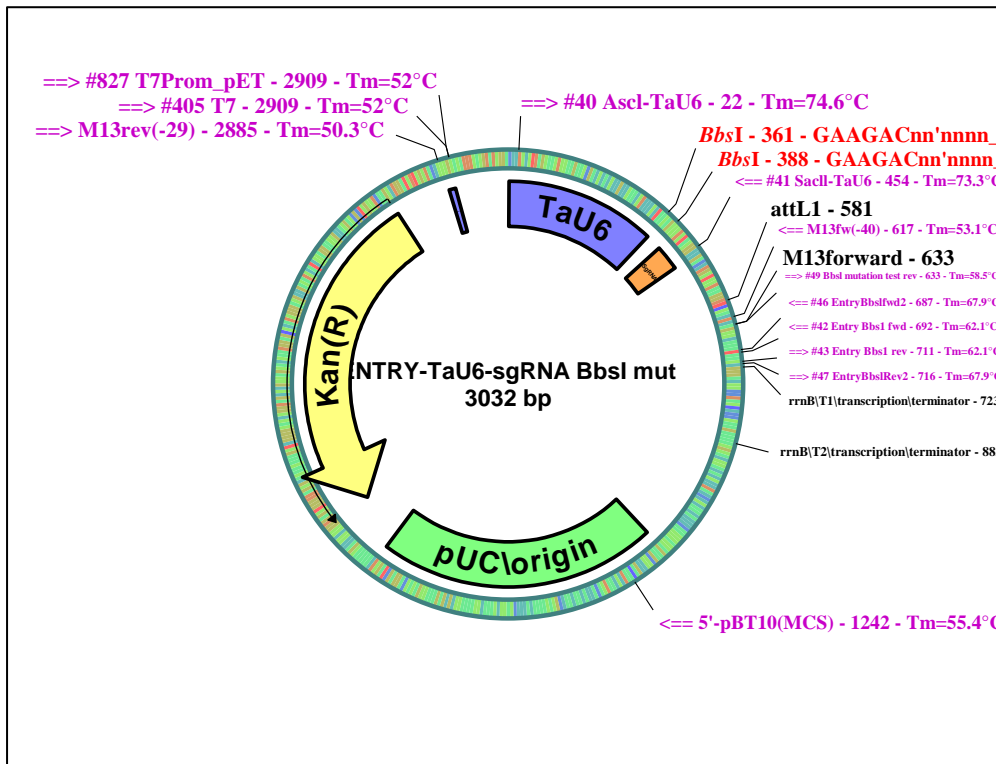 ==> #827 T7Prom_pET - 2909 - Tm=52°C
==> #405 T7 - 2909 - Tm=52°C
==> M13rev(-29) - 2885 - Tm=50.3°C
==> #40 AscI-TaU6 - 22 - Tm=74.6°C
BbsI - 361 - GAAGACnn'nnnn_
BbsI - 388 - GAAGACnn'nnnn_
<== #41 SacII-TaU6 - 454 - Tm=73.3°C
attL1 - 581
<== M13fw(-40) - 617 - Tm=53.1°C
M13forward - 633
==> #49 BbsI mutation test rev - 633 - Tm=58.5°C
<== #46 EntryBbsIfwd2 - 687 - Tm=67.9°C
<== #42 Entry Bbs1 fwd - 692 - Tm=62.1°C
==> #43 Entry Bbs1 rev - 711 - Tm=62.1°C
==> #47 EntryBbsIRev2 - 716 - Tm=67.9°C
rrnB\T1\transcription\terminator - 723
rrnB\T2\transcription\terminator - 88
<== 5'-pBT10(MCS) - 1242 - Tm=55.4°C
TaU6
Kan(R)
pUC\origin
ENTRY-TaU6-sgRNA BbsI mut
3032 bp